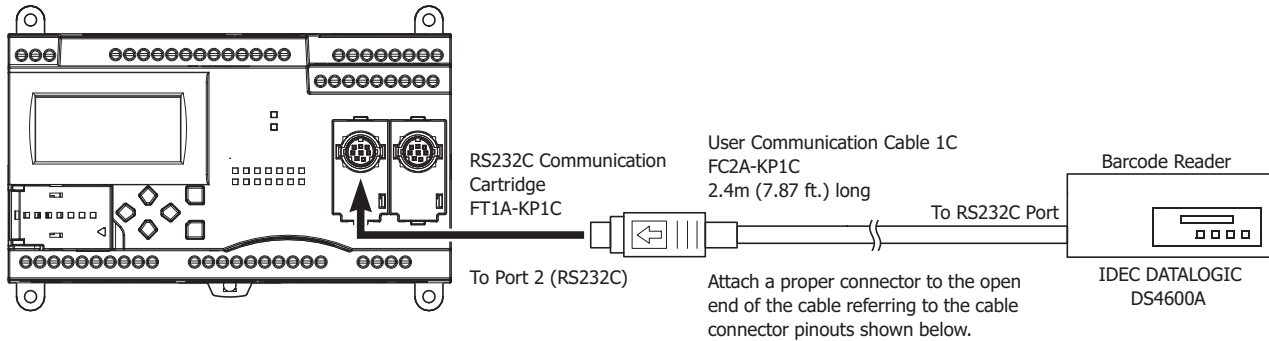 RS232C Communication
Cartridge
FT1A-KP1C
To Port 2 (RS232C)
User Communication Cable 1C
FC2A-KP1C
2.4m (7.87 ft.) long
To RS232C Port
Attach a proper connector to the open
end of the cable referring to the cable
connector pinouts shown below.
Barcode Reader
IDEC DATALOGIC
DS4600A